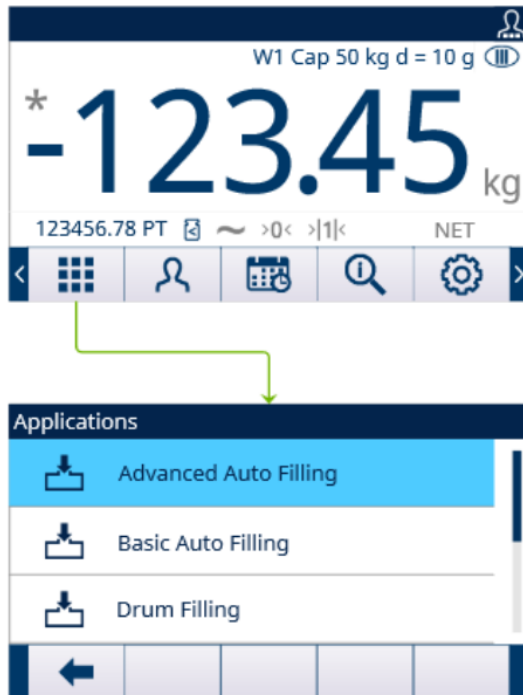 W1 Cap 50 kg d = 10 g
*-123.45 kg
123456.78 PT >0< >|1|< NET
Applications
Advanced Auto Filling
Basic Auto Filling
Drum Filling